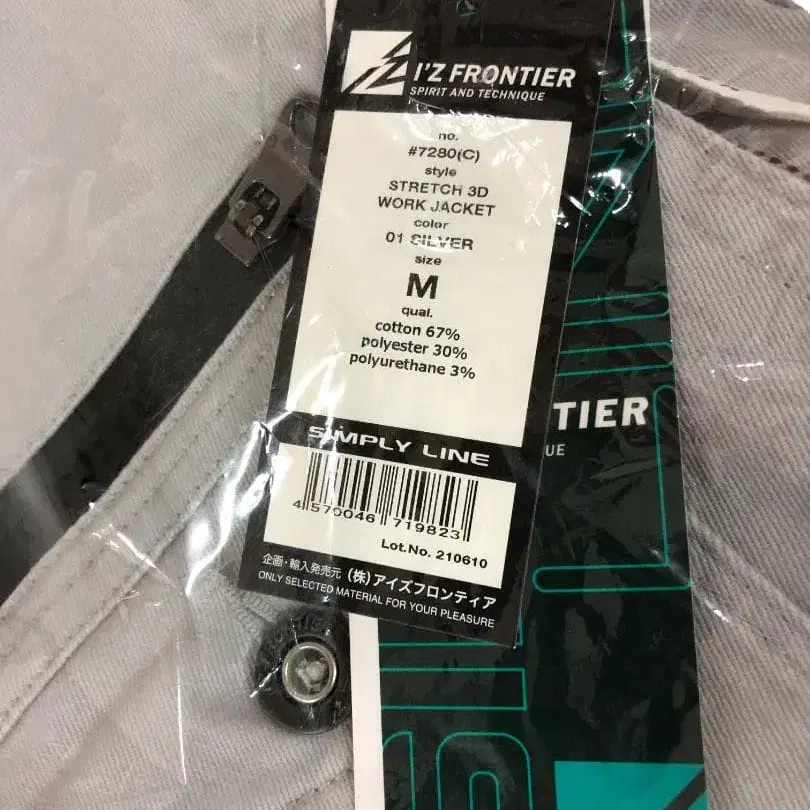 I'Z FRONTIER
SPIRIT AND TECHNIQUE
no.
#7280(C)
style
STRETCH 3D
WORK JACKET
color
01 SILVER
size
M
qual.
cotton 67%
polyester 30%
polyurethane 3%
SIMPLY LINE
4 570046 719823
Lot.No. 210610
企画・輸入発売元 (株)アイズフロンティア
ONLY SELECTED MATERIAL FOR YOUR PLEASURE
NTIER
UE